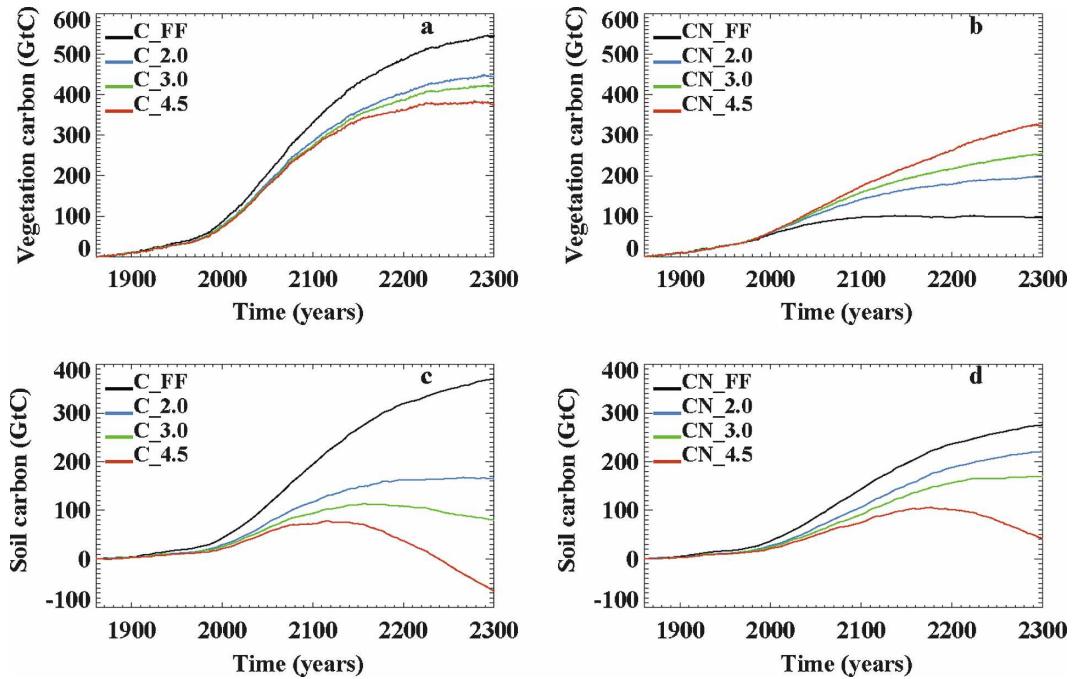 a
C_FF
C_2.0
C_3.0
C_4.5
Vegetation carbon (GtC)
600
500
400
300
200
100
0
1900 2000 2100 2200 2300
Time (years)
b
CN_FF
CN_2.0
CN_3.0
CN_4.5
Vegetation carbon (GtC)
600
500
400
300
200
100
0
1900 2000 2100 2200 2300
Time (years)
c
C_FF
C_2.0
C_3.0
C_4.5
Soil carbon (GtC)
400
300
200
100
0
-100
1900 2000 2100 2200 2300
Time (years)
d
CN_FF
CN_2.0
CN_3.0
CN_4.5
Soil carbon (GtC)
400
300
200
100
0
-100
1900 2000 2100 2200 2300
Time (years)